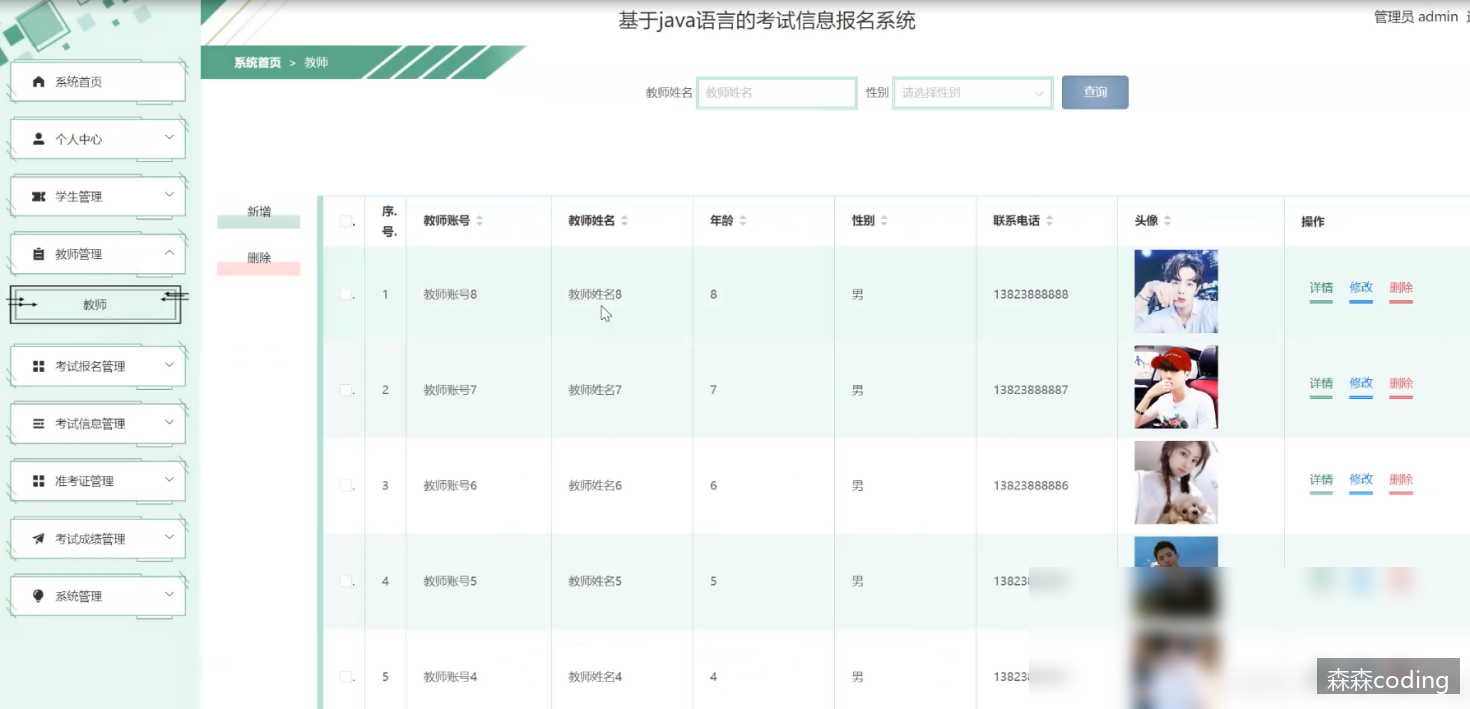 基于java语言的考试信息报名系统
管理员 admin
系统首页 > 教师
系统首页
个人中心
学生管理
教师管理
教师
考试报名管理
考试信息管理
准考证管理
考试成绩管理
系统管理
教师姓名 教师姓名 性别 请选择性别 查询
新增
删除
序号 教师账号 教师姓名 年龄 性别 联系电话 头像 操作
1 教师账号8 教师姓名8 8 男 13823888888 详情 修改 删除
2 教师账号7 教师姓名7 7 男 13823888887 详情 修改 删除
3 教师账号6 教师姓名6 6 男 13823888886 详情 修改 删除
4 教师账号5 教师姓名5 5 男 13823
5 教师账号4 教师姓名4 4 男 13823
森森coding